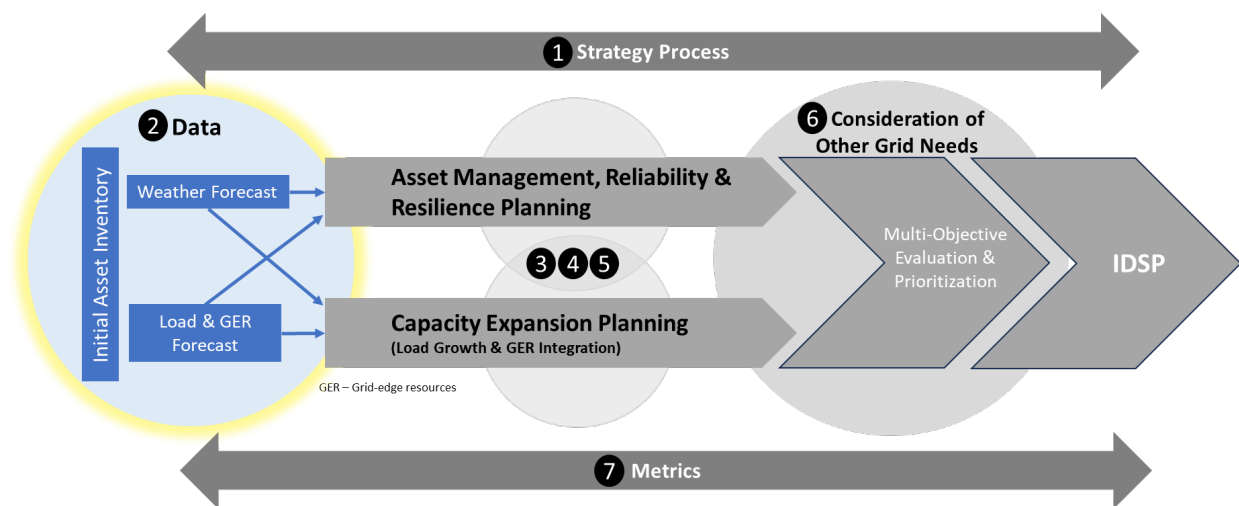 1 Strategy Process
2 Data
Initial Asset Inventory
Weather Forecast
Load & GER
Forecast
Asset Management, Reliability &
Resilience Planning
3 4 5
Capacity Expansion Planning
(Load Growth & GER Integration)
GER – Grid-edge resources
6 Consideration of
Other Grid Needs
Multi-Objective
Evaluation &
Prioritization
IDSP
7 Metrics